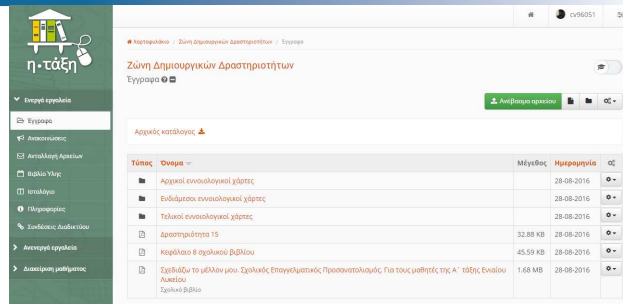 cv96051
Χαρτοφυλάκιο / Ζώνη Δημιουργικών Δραστηριοτήτων / Έγγραφα
η·τάξη
Ζώνη Δημιουργικών Δραστηριοτήτων
Έγγραφα
Ενεργά εργαλεία
Ανέβασμα αρχείου
Έγγραφα
Ανακοινώσεις
Αρχικός κατάλογος
Ανταλλαγή Αρχείων
Βιβλίο Ύλης
Ιστολόγιο
Πληροφορίες
Συνδέσεις Διαδικτύου
Ανενεργά εργαλεία
Διαχείριση μαθήματος
Τύπος Όνομα Μέγεθος Ημερομηνία
Αρχικοί εννοιολογικοί χάρτες 28-08-2016
Ενδιάμεσοι εννοιολογικοί χάρτες 28-08-2016
Τελικοί εννοιολογικοί χάρτες 28-08-2016
Δραστηριότητα 15 32.88 KB 28-08-2016
Κεφάλαιο 8 σχολικού βιβλίου 45.59 KB 28-08-2016
Σχεδιάζω το μέλλον μου. Σχολικός Επαγγελματικός Προσανατολισμός. Για τους μαθητές της Α΄ τάξης Ενιαίου 1.68 MB 28-08-2016
Λυκείου
Σχολικό βιβλίο